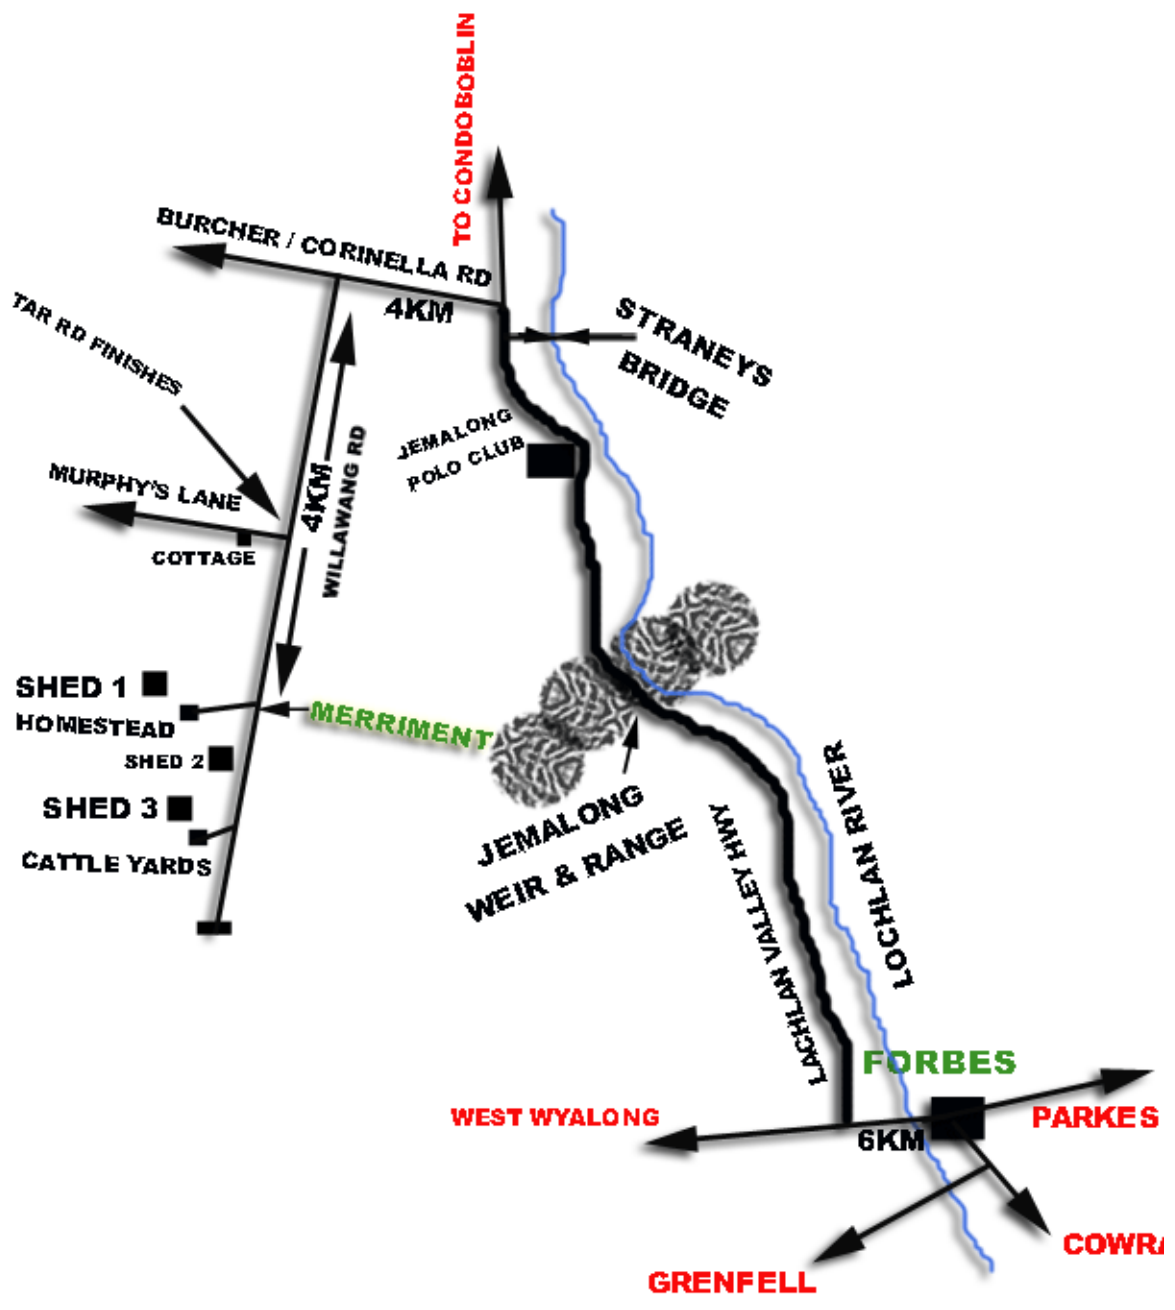 TO CONDOBOBLIN
BURCHER / CORINELLA RD
4KM
TAR RD FINISHES
STRANEYS
BRIDGE
JEMALONG
POLO CLUB
MURPHY'S LANE
4KM
WILLAWANG RD
COTTAGE
SHED 1
HOMESTEAD
MERRIMENT
SHED 2
SHED 3
CATTLE YARDS
JEMALONG
WEIR & RANGE
LACHLAN VALLEY HWY
LOCHLAN RIVER
FORBES
WEST WYALONG
6KM
PARKES
COWRA
GRENFELL